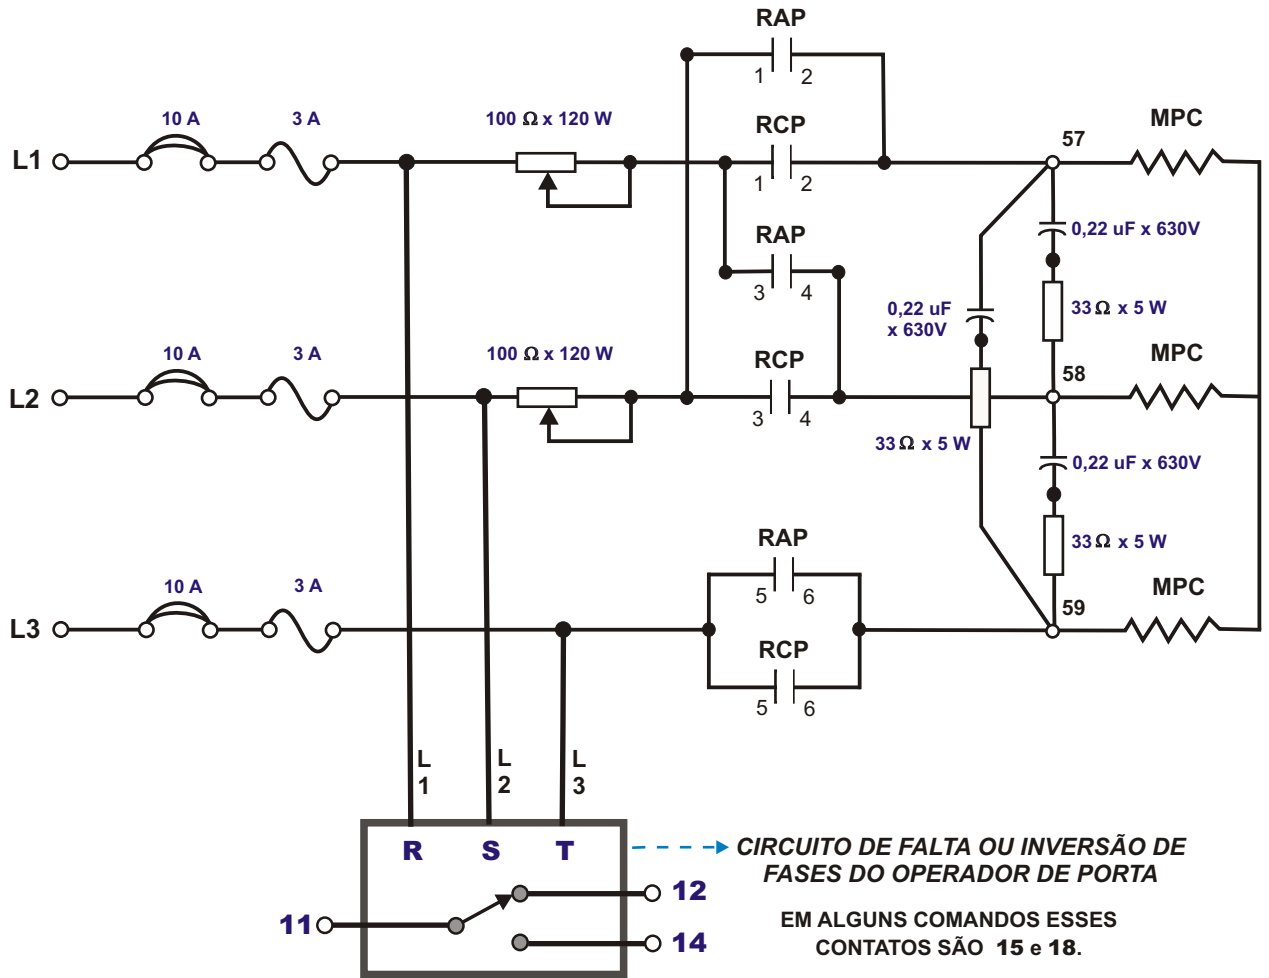 RAP
1 2
10 A
3 A
100 Ω x 120 W
RCP
1 2
57
MPC
L1
0,22 uF x 630V
RAP
3 4
0,22 uF
x 630V
33 Ω x 5 W
10 A
3 A
100 Ω x 120 W
RCP
3 4
58
MPC
L2
33 Ω x 5 W
0,22 uF x 630V
33 Ω x 5 W
RAP
5 6
10 A
3 A
59
MPC
L3
RCP
5 6
L
1
L
2
L
3
R S T
CIRCUITO DE FALTA OU INVERSÃO DE
FASES DO OPERADOR DE PORTA
12
11
14
EM ALGUNS COMANDOS ESSES
CONTATOS SÃO 15 e 18.